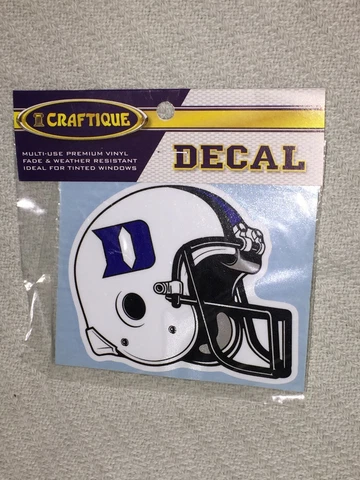 CRAFTIQUE
MULTI-USE PREMIUM VINYL
FADE & WEATHER RESISTANT
IDEAL FOR TINTED WINDOWS
DECAL